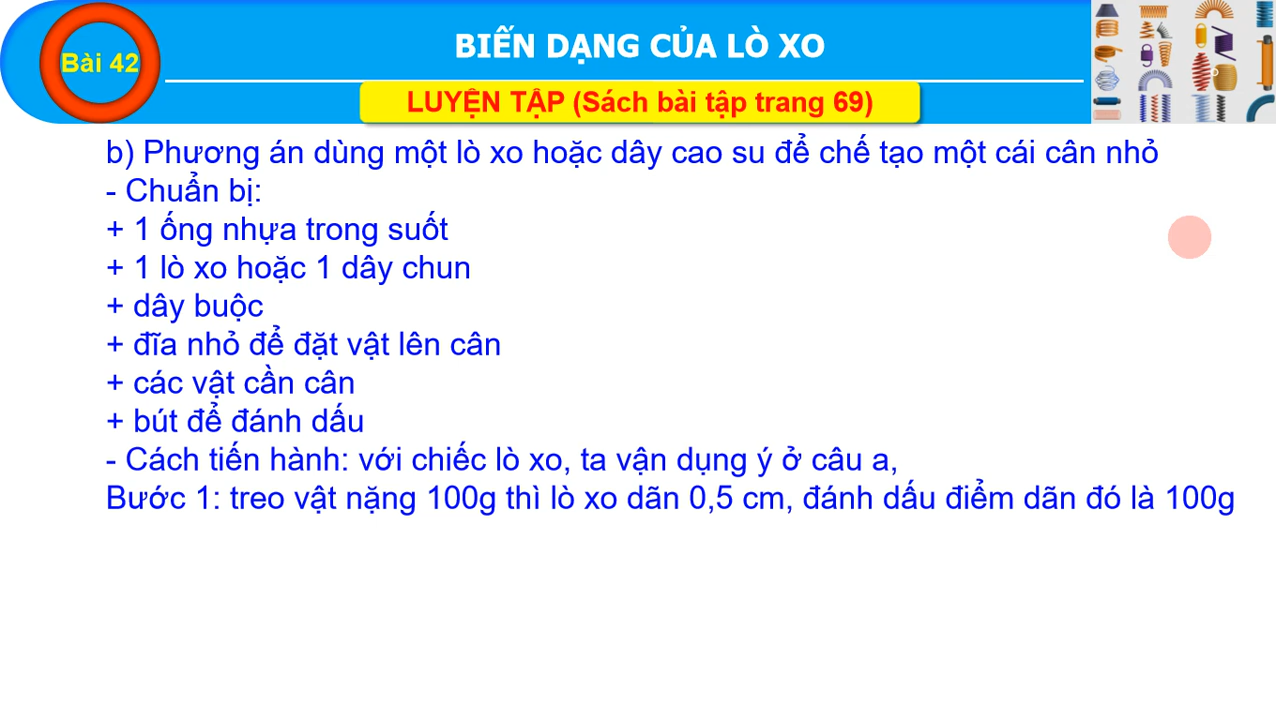 Bài 42
BIẾN DẠNG CỦA LÒ XO
LUYỆN TẬP (Sách bài tập trang 69)
b) Phương án dùng một lò xo hoặc dây cao su để chế tạo một cái cân nhỏ
- Chuẩn bị:
+ 1 ống nhựa trong suốt
+ 1 lò xo hoặc 1 dây chun
+ dây buộc
+ đĩa nhỏ để đặt vật lên cân
+ các vật cần cân
+ bút để đánh dấu
- Cách tiến hành: với chiếc lò xo, ta vận dụng ý ở câu a,
Bước 1: treo vật nặng 100g thì lò xo dãn 0,5 cm, đánh dấu điểm dãn đó là 100g